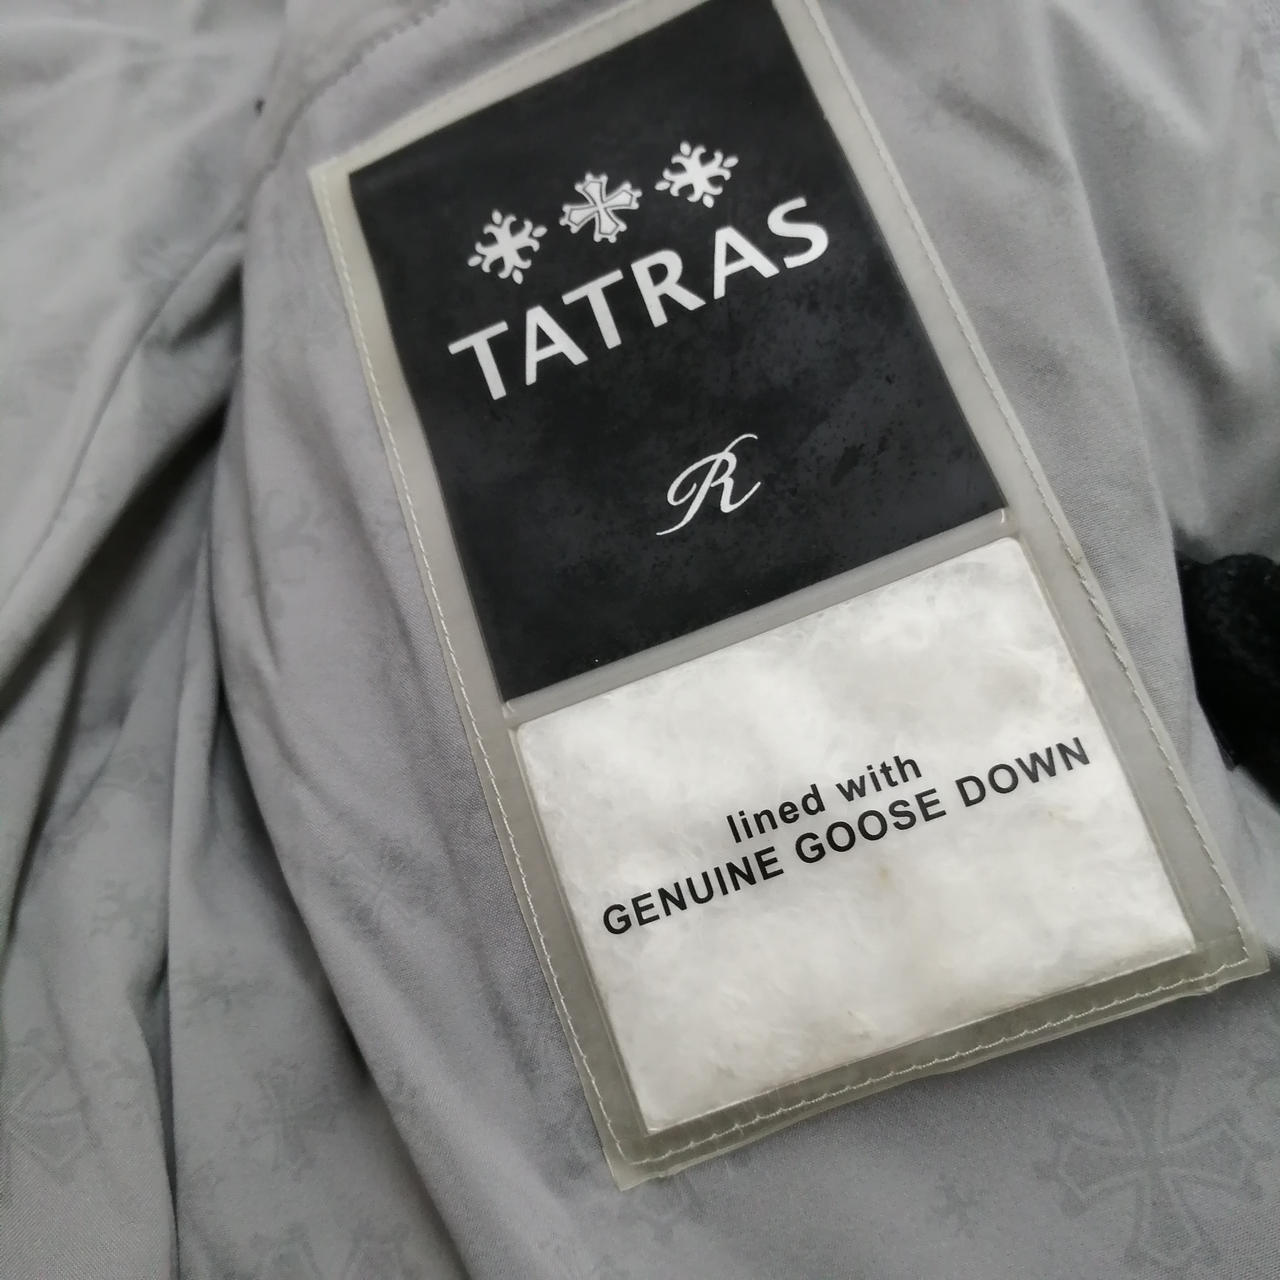 TATRAS
R
lined with
GENUINE GOOSE DOWN